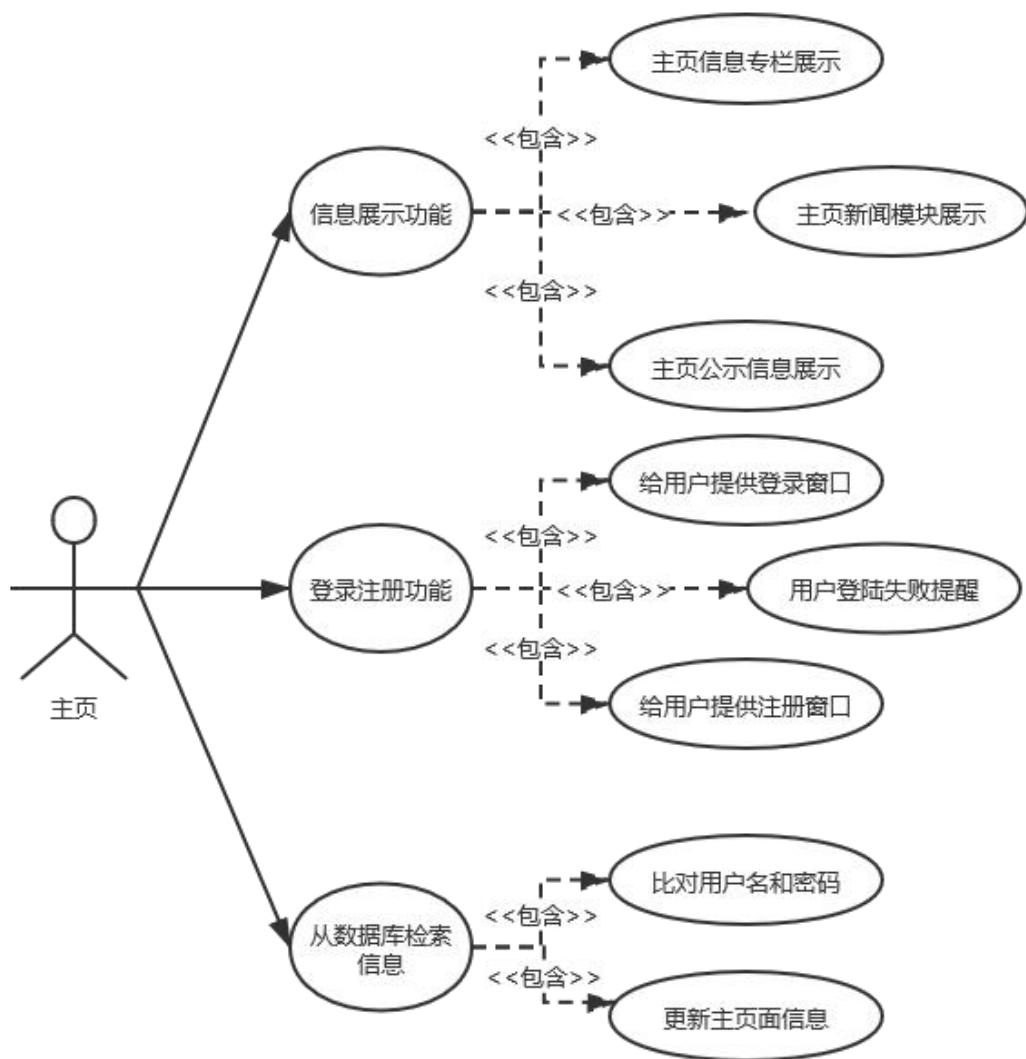 主页信息专栏展示
<<包含>>
信息展示功能
<<包含>>
主页新闻模块展示
<<包含>>
主页公示信息展示
给用户提供登录窗口
<<包含>>
登录注册功能
<<包含>>
用户登陆失败提醒
<<包含>>
给用户提供注册窗口
主页
比对用户名和密码
<<包含>>
从数据库检索
信息
<<包含>>
更新主页面信息